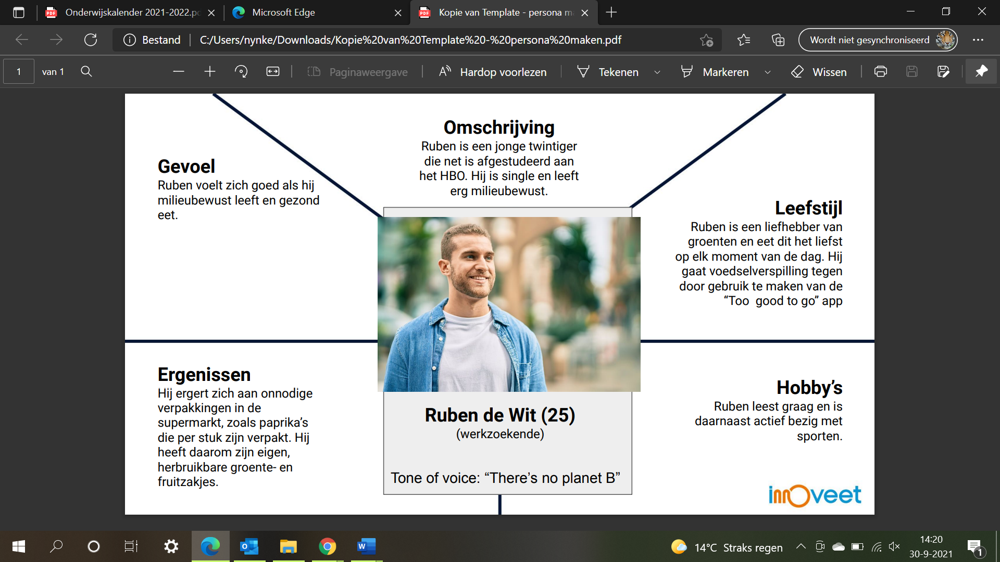 Onderwijskalender 2021-2022.pd
Microsoft Edge
Kopie van Template - persona m
Bestand
C:/Users/nynke/Downloads/Kopie%20van%20Template%20-%20persona%20maken.pdf
Wordt niet gesynchroniseerd
1
van 1
Paginaweergave
Hardop voorlezen
Tekenen
Markeren
Wissen
Omschrijving
Ruben is een jonge twintiger
die net is afgestudeerd aan
het HBO. Hij is single en leeft
erg milieubewust.
Gevoel
Ruben voelt zich goed als hij
milieubewust leeft en gezond
eet.
Leefstijl
Ruben is een liefhebber van
groenten en eet dit het liefst
op elk moment van de dag. Hij
gaat voedselverspilling tegen
door gebruik te maken van de
“Too  good to go” app
Ergenissen
Hij ergert zich aan onnodige
verpakkingen in de
supermarkt, zoals paprika’s
die per stuk zijn verpakt. Hij
heeft daarom zijn eigen,
herbruikbare groente- en
fruitzakjes.
Ruben de Wit (25)
(werkzoekende)
Tone of voice: “There’s no planet B”
Hobby’s
Ruben leest graag en is
daarnaast actief bezig met
sporten.
innoveet
14°C Straks regen
14:20
30-9-2021
1